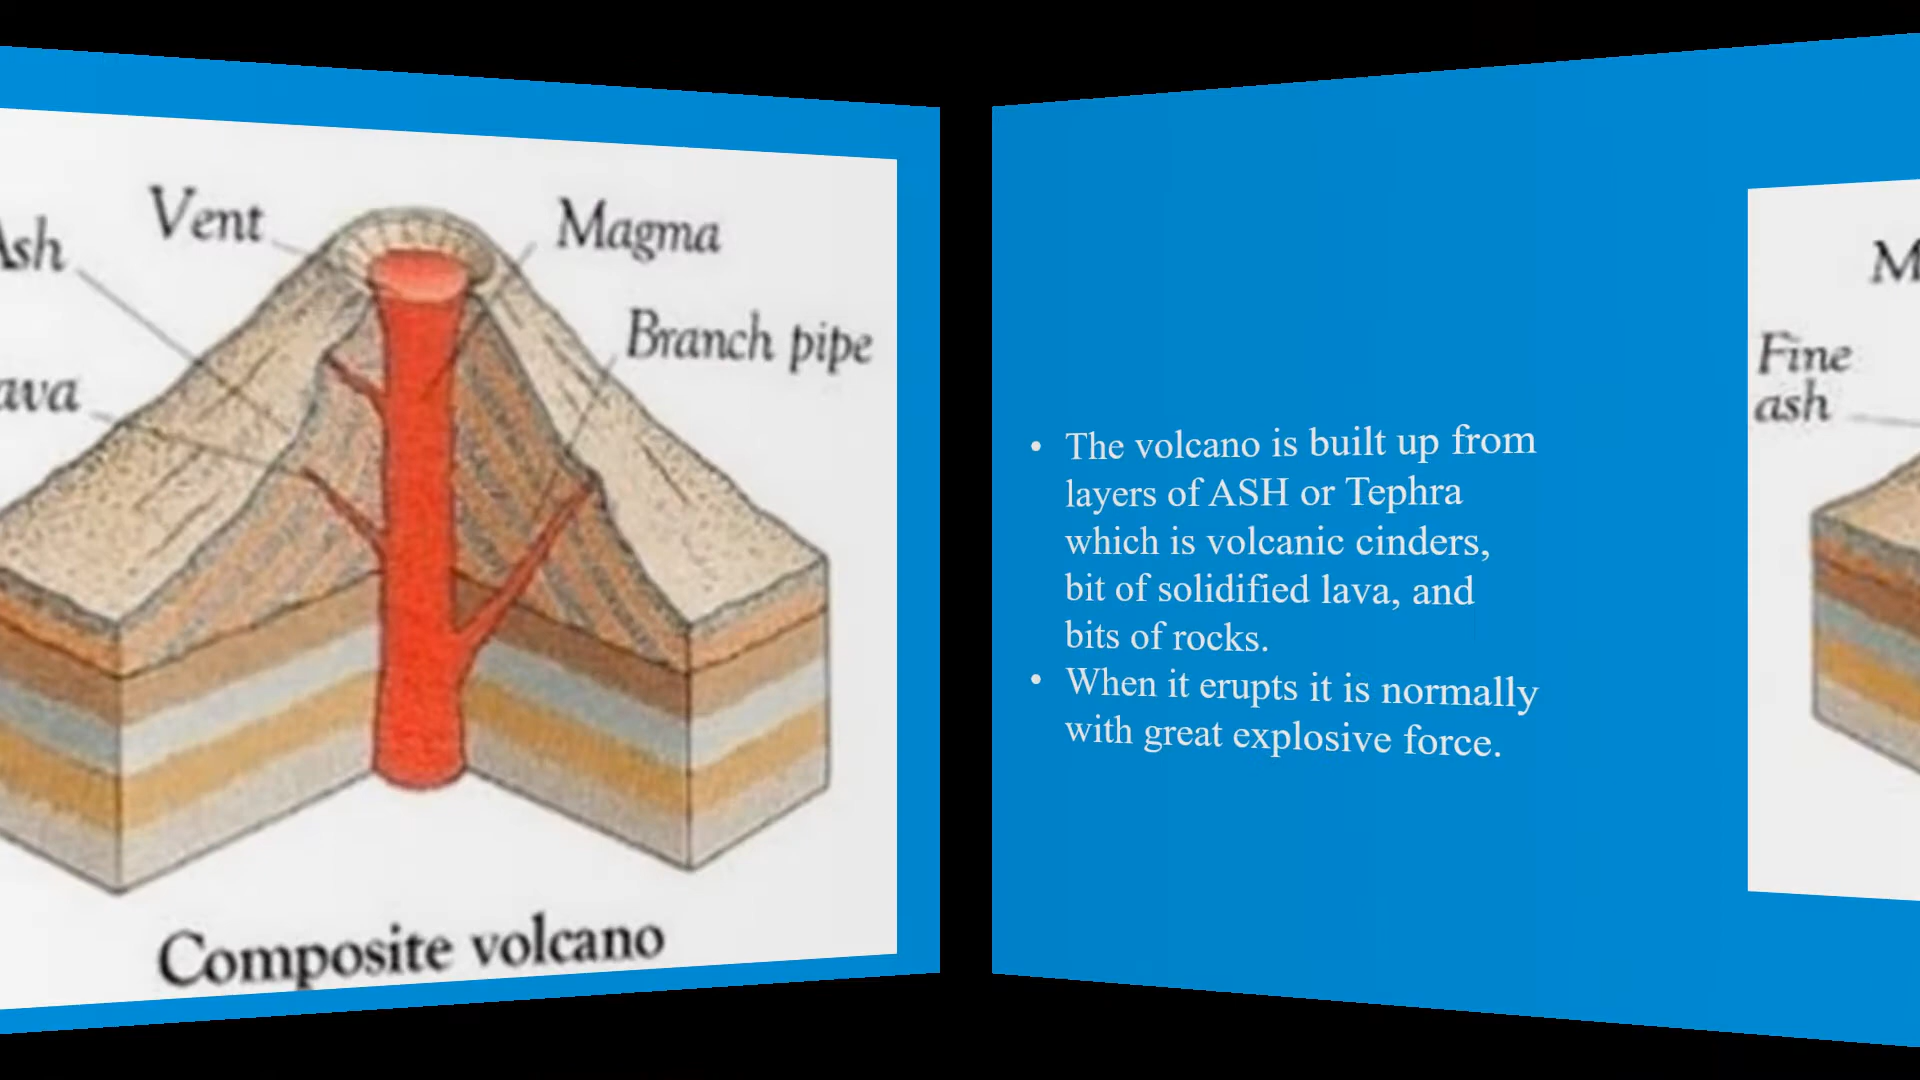 Vent
Magma
Branch pipe
Composite volcano
• The volcano is built up from
layers of ASH or Tephra
which is volcanic cinders,
bit of solidified lava, and
bits of rocks.
• When it erupts it is normally
with great explosive force.
Fine
ash